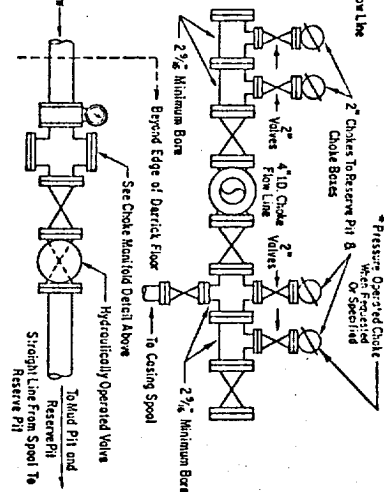 ow Line
2 9/16" Minimum Bore
2"
Valves
4" I.D. Choke
Flow Line
2" Chokes To Reserve Pit &
Choke Boxes
2"
Valves
* Pressure Operated Choke
When Requested
Or Specified
To Casing Spool
2 9/16" Minimum Bore
Beyond Edge of Derrick Floor
See Choke Manifold Detail Above
Hydraulically Operated Valve
To Mud Pit and
Reserve Pit
Straight Line From Spool To
Reserve Pit